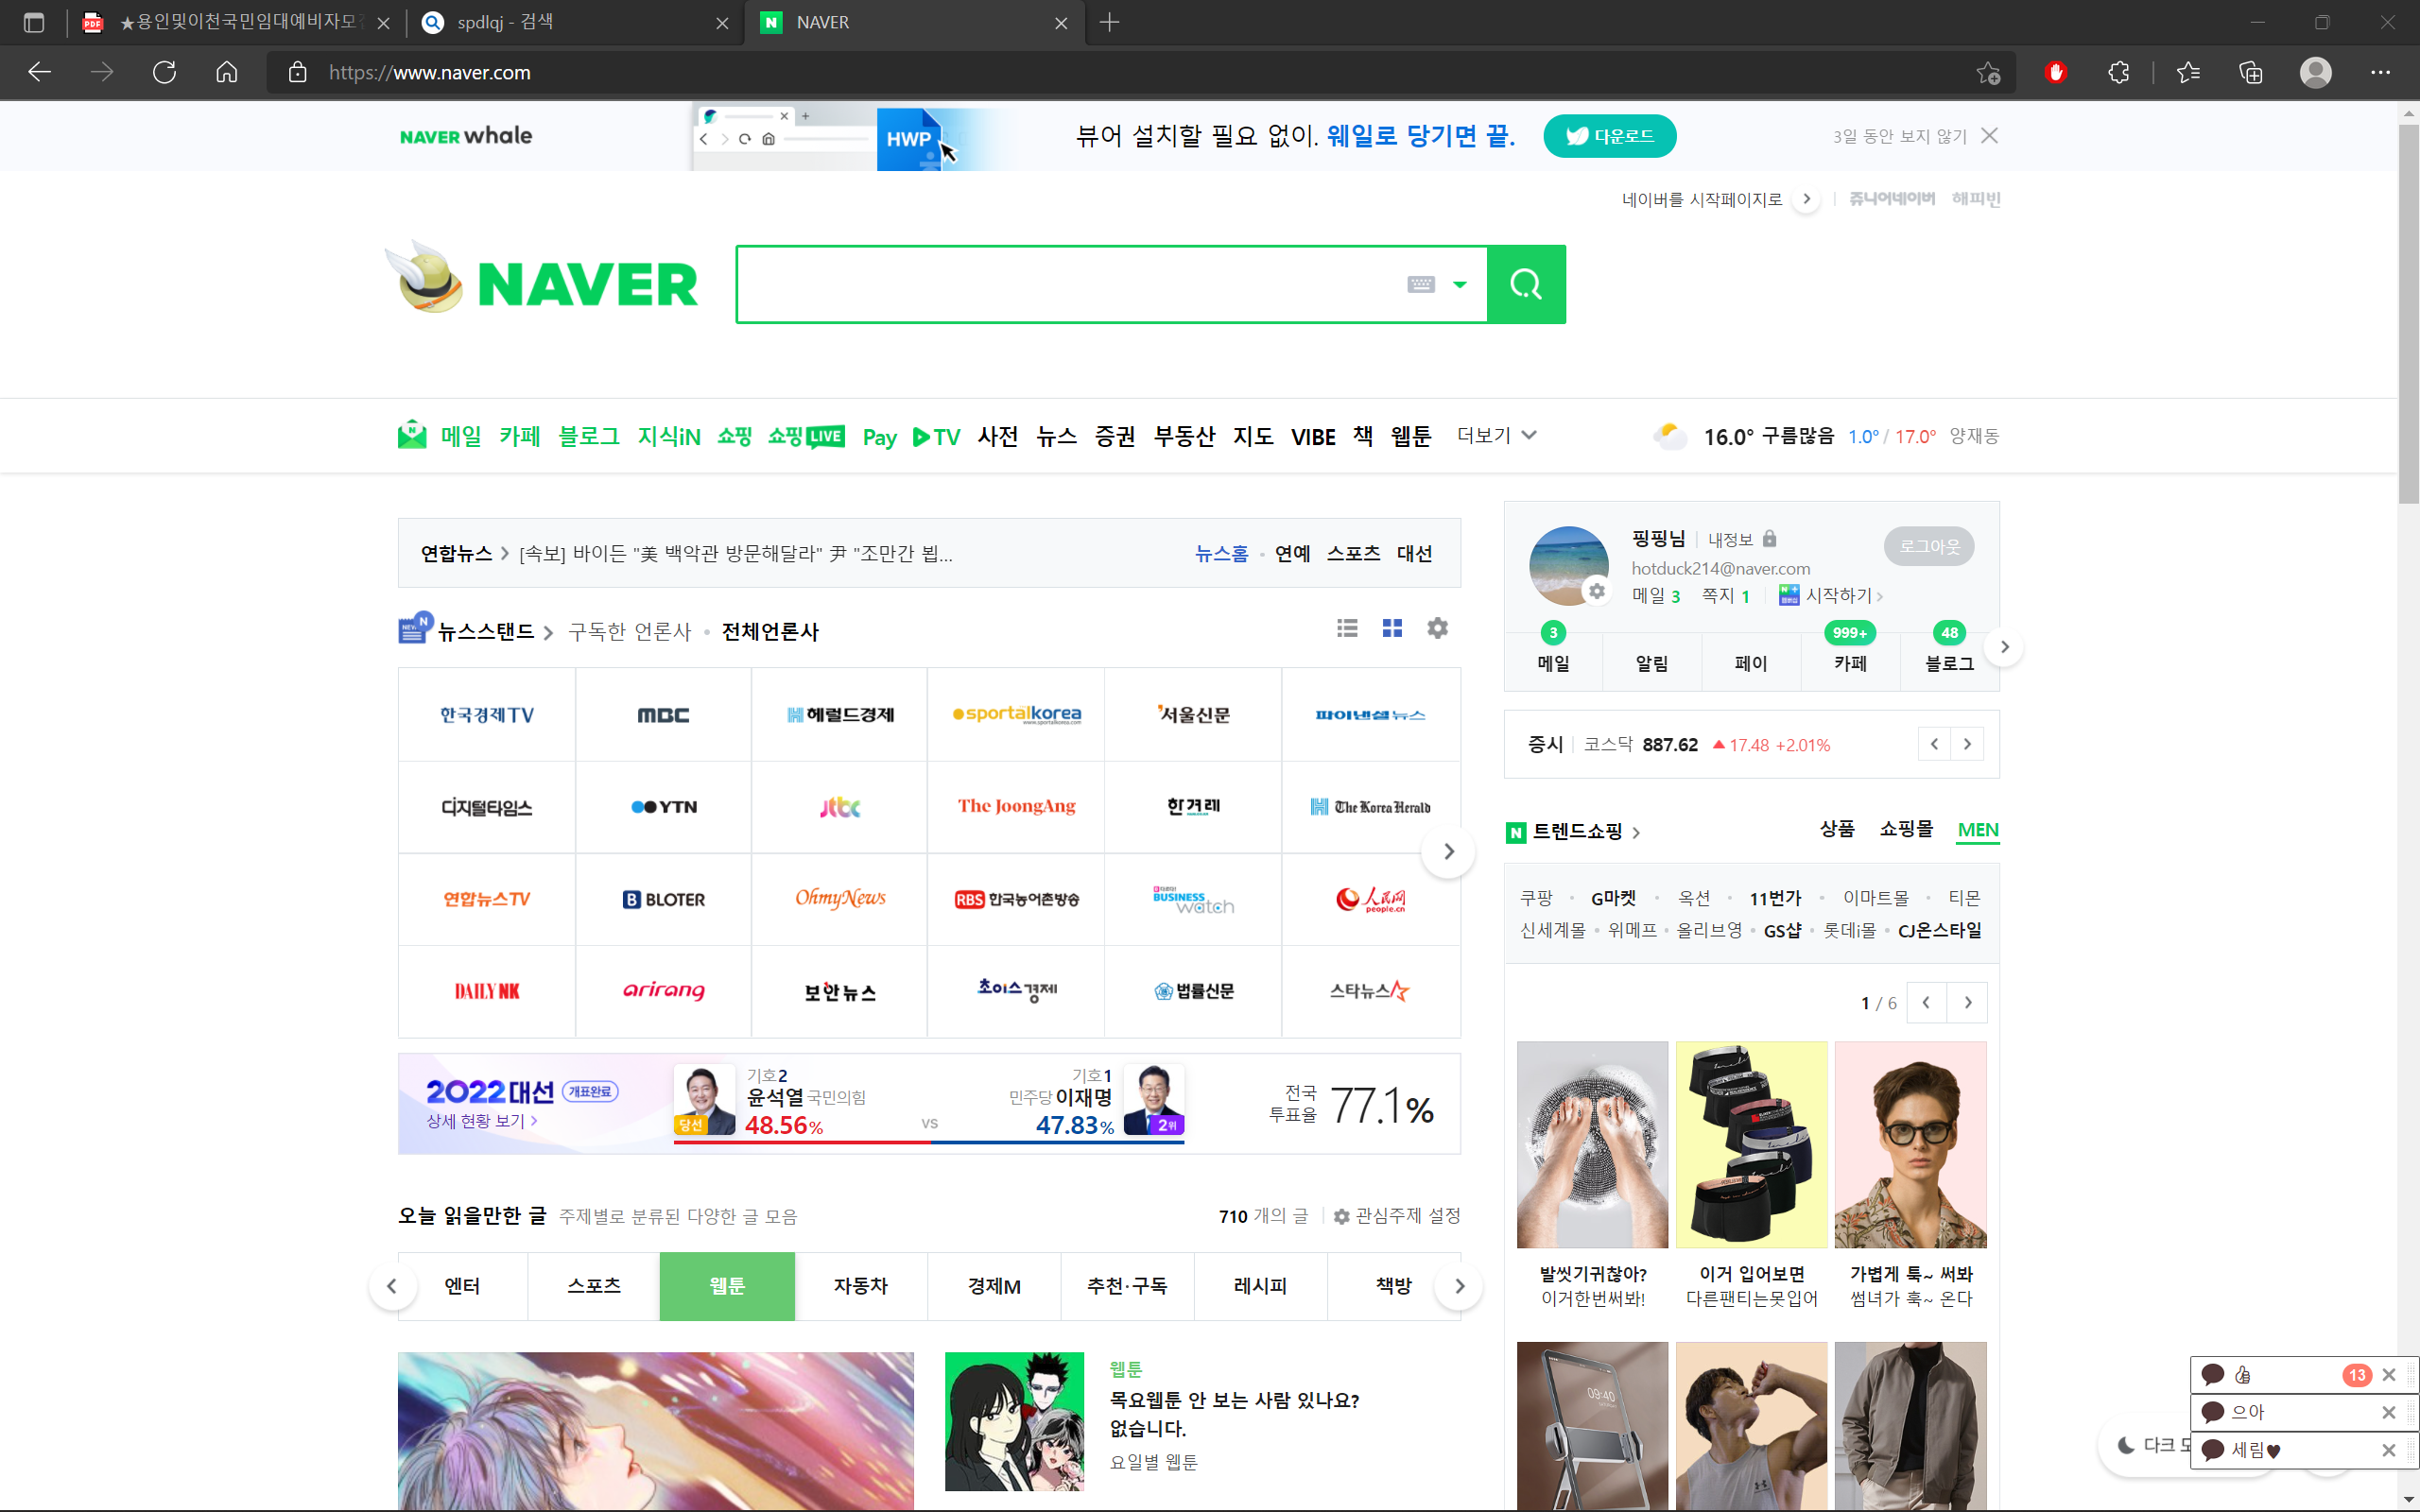 ★용인및이천국민임대예비자모
spdlqj - 검색
NAVER
https://www.naver.com
NAVER whale
HWP
뷰어 설치할 필요 없이. 웨일로 당기면 끝.
다운로드
3일 동안 보지 않기
네이버를 시작페이지로
쥬니어네이버 해피빈
NAVER
메일 카페 블로그 지식iN 쇼핑 쇼핑LIVE Pay TV 사전 뉴스 증권 부동산 지도 VIBE 책 웹툰 더보기
16.0° 구름많음 1.0° / 17.0° 양재동
연합뉴스 > [속보] 바이든 "美 백악관 방문해달라" 尹 "조만간 뵙...
뉴스홈 연예 스포츠 대선
뉴스스탠드 > 구독한 언론사 · 전체언론사
한국경제TV MBC 헤럴드경제 sportalkorea www.sportalkorea.com 서울신문 파이낸셜뉴스
디지털타임스 YTN jtbc The JoongAng 한겨레 The Korea Herald
연합뉴스TV B BLOTER OhmyNews RBS 한국농어촌방송 BUSINESS watch 人民网 people.cn
DAILY NK arirang 보안뉴스 초이스경제 법률신문 스타뉴스
2022 대선 개표완료
상세 현황 보기 >
당선
기호2
윤석열 국민의힘
48.56%
vs
기호1
민주당 이재명
47.83%
2위
전국
투표율
77.1%
오늘 읽을만한 글 주제별로 분류된 다양한 글 모음
710 개의 글 관심주제 설정
엔터 스포츠 웹툰 자동차 경제M 추천·구독 레시피 책방
웹툰
목요웹툰 안 보는 사람 있나요?
없습니다.
요일별 웹툰
핑핑님 내정보
로그아웃
hotduck214@naver.com
메일 3 쪽지 1 시작하기 >
3 999+ 48
메일 알림 페이 카페 블로그
증시 코스닥 887.62 ▲ 17.48 +2.01%
N 트렌드쇼핑 >
상품 쇼핑몰 MEN
쿠팡 · G마켓 · 옥션 · 11번가 · 이마트몰 · 티몬
신세계몰 · 위메프 · 올리브영 · GS샵 · 롯데i몰 · CJ온스타일
1 / 6
발씻기귀찮아?
이거한번써봐!
이거 입어보면
다른팬티는못입어
가볍게 툭~ 써봐
썸녀가 훅~ 온다
09:40
13
으아
다크 모
세림♥